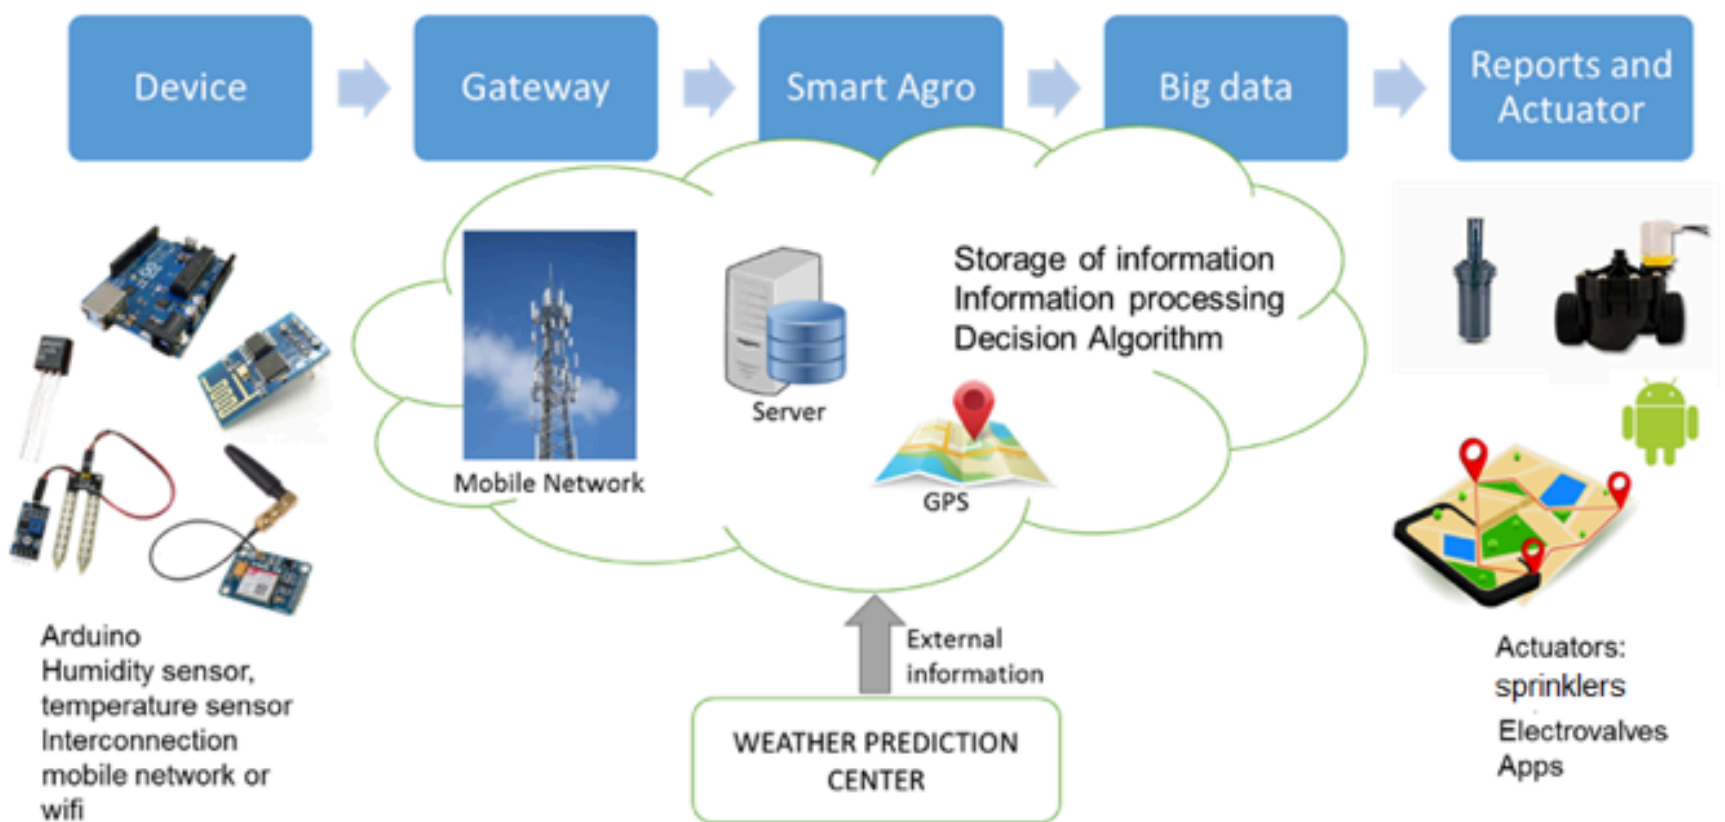 Device
Gateway
Smart Agro
Big data
Reports and
Actuator
Storage of information
Information processing
Decision Algorithm
Server
Mobile Network
GPS
Arduino
Humidity sensor,
temperature sensor
Interconnection
mobile network or
wifi
External
information
WEATHER PREDICTION
CENTER
Actuators:
sprinklers
Electrovalves
Apps